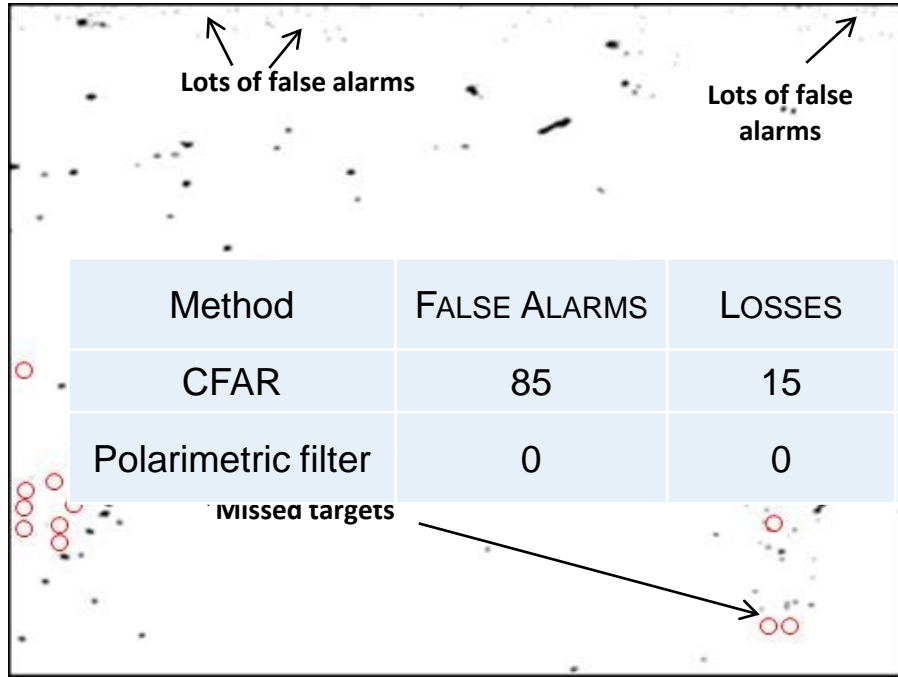 Lots of false alarms
Lots of false
alarms
Method FALSE ALARMS LOSSES
CFAR 85 15
Polarimetric filter 0 0
Missed targets